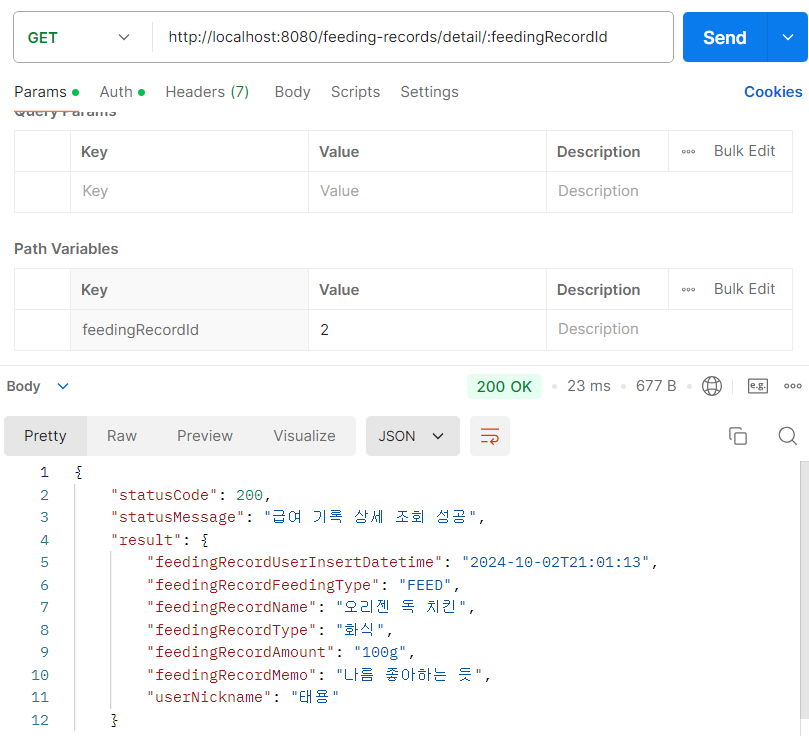 GET http://localhost:8080/feeding-records/detail/:feedingRecordId Send
Params Auth Headers (7) Body Scripts Settings Cookies
Query Params
Key Value Description Bulk Edit
Key Value Description
Path Variables
Key Value Description Bulk Edit
feedingRecordId 2 Description
Body 200 OK 23 ms 677 B e.g.
Pretty Raw Preview Visualize JSON
1 {
2 "statusCode": 200,
3 "statusMessage": "급여 기록 상세 조회 성공",
4 "result": {
5 "feedingRecordUserInsertDatetime": "2024-10-02T21:01:13",
6 "feedingRecordFeedingType": "FEED",
7 "feedingRecordName": "오리젠 독 치킨",
8 "feedingRecordType": "화식",
9 "feedingRecordAmount": "100g",
10 "feedingRecordMemo": "나름 좋아하는 듯",
11 "userNickname": "태용"
12 }